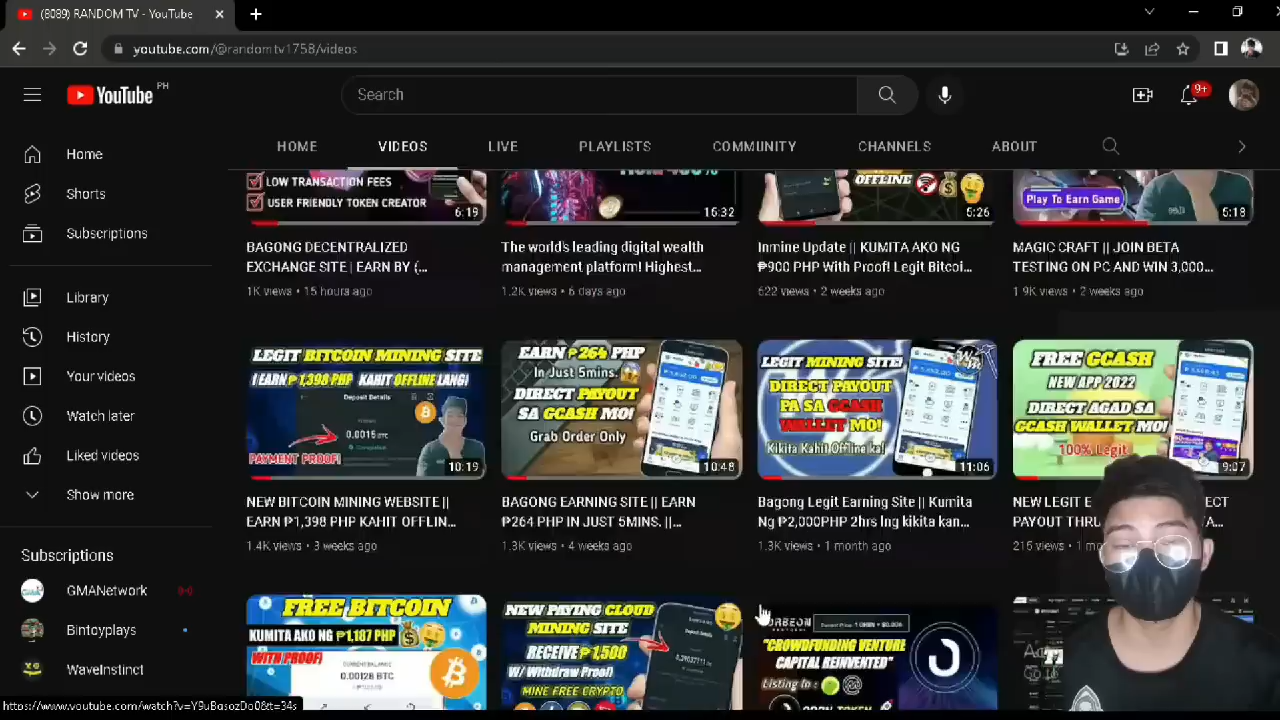 (8089) RANDOM TV - YouTube
youtube.com/@randomtv1758/videos
YouTube PH
Search
9+
HOME
VIDEOS
LIVE
PLAYLISTS
COMMUNITY
CHANNELS
ABOUT
Home
Shorts
Subscriptions
Library
History
Your videos
Watch later
Liked videos
Show more
Subscriptions
GMANetwork
Bintoyplays
WaveInstinct
LOW TRANSACTION FEES
USER FRIENDLY TOKEN CREATOR
6:19
BAGONG DECENTRALIZED
EXCHANGE SITE | EARN BY (...
1K views • 15 hours ago
16:32
The world's leading digital wealth
management platform! Highest...
1.2K views • 6 days ago
OFFLINE
5:26
Inmine Update || KUMITA AKO NG
₱900 PHP With Proof! Legit Bitcoi...
622 views • 2 weeks ago
Play To Earn Game
5:18
MAGIC CRAFT || JOIN BETA
TESTING ON PC AND WIN 3,000...
1.9K views • 2 weeks ago
LEGIT BITCOIN MINING SITE
I EARN ₱1,398 PHP KAHIT OFFLINE LANG!
Deposit Details
0.0015 BTC
PAYMENT PROOF!
10:19
NEW BITCOIN MINING WEBSITE ||
EARN ₱1,398 PHP KAHIT OFFLIN...
1.4K views • 3 weeks ago
EARN ₱264 PHP
In Just 5mins.
DIRECT PAYOUT
SA GCASH MO!
Grab Order Only
10:48
BAGONG EARNING SITE || EARN
₱264 PHP IN JUST 5MINS. ||...
1.3K views • 4 weeks ago
LEGIT MINING SITE!
DIRECT PAYOUT
PA SA GCASH
WALLET MO!
Kikita Kahit Offline ka!
11:06
Bagong Legit Earning Site || Kumita
Ng ₱2,000PHP 2hrs lng kikita kan...
1.3K views • 1 month ago
FREE GCASH
NEW APP 2022
DIRECT AGAD SA
GCASH WALLET MO!
100% Legit
9:07
NEW LEGIT E
PAYOUT THRU
215 views • 1 m
FREE BITCOIN
KUMITA AKO NG ₱1,187 PHP
WITH PROOF!
CURRENT BALANCE
0.00128 BTC
NEW PAYING CLOUD
MINING SITE
RECEIVE ₱1,500
W/ Withdraw Proof!
MINE FREE CRYPTO
ORBEON
"CROWDFUNDING VENTURE
CAPITAL REINVENTED"
Listing in :